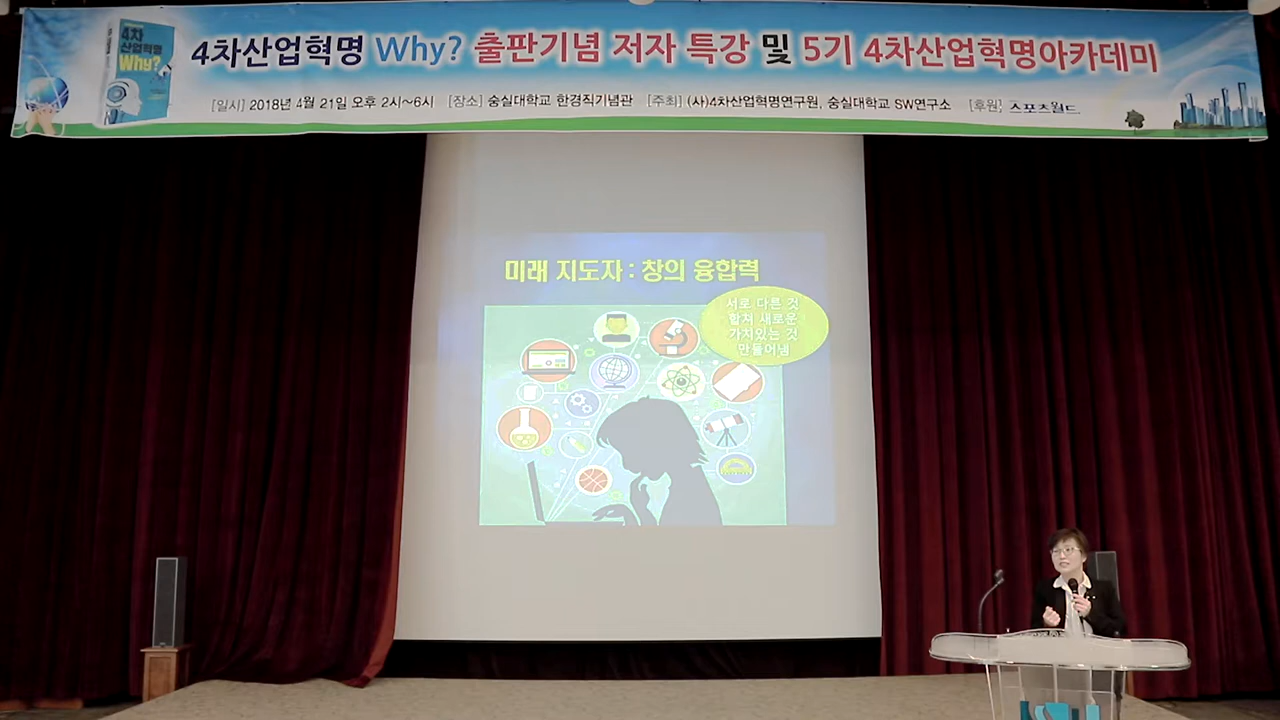 4차
산업혁명
Why?
4차산업혁명 Why? 출판기념 저자 특강 및 5기 4차산업혁명아카데미
[일시] 2018년 4월 21일 오후 2시~6시 [장소] 숭실대학교 한경직기념관 [주최] (사)4차산업혁명연구원, 숭실대학교 SW연구소 [후원] 스포츠월드
미래 지도자 : 창의 융합력
서로 다른 것
합쳐 새로운
가치있는 것
만들어냄